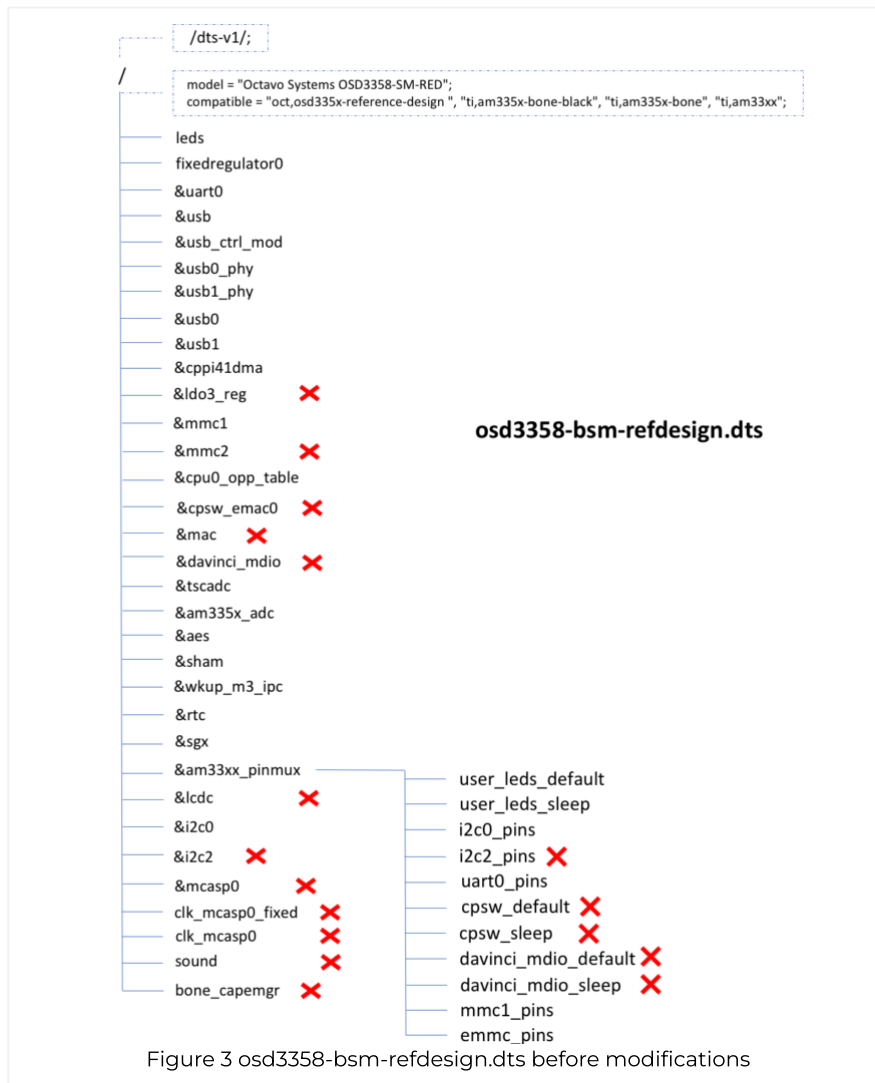 /dts-v1/;
/
model = "Octavo Systems OSD3358-SM-RED";
compatible = "oct,osd335x-reference-design ", "ti,am335x-bone-black", "ti,am335x-bone", "ti,am33xx";
leds
fixedregulator0
&uart0
&usb
&usb_ctrl_mod
&usb0_phy
&usb1_phy
&usb0
&usb1
&cppi41dma
&ldo3_reg
&mmc1
&mmc2
&cpu0_opp_table
&cpsw_emac0
&mac
&davinci_mdio
&tscadc
&am335x_adc
&aes
&sham
&wkup_m3_ipc
&rtc
&sgx
&am33xx_pinmux
&lcdc
&i2c0
&i2c2
&mcasp0
clk_mcasp0_fixed
clk_mcasp0
sound
bone_capemgr
osd3358-bsm-refdesign.dts
user_leds_default
user_leds_sleep
i2c0_pins
i2c2_pins
uart0_pins
cpsw_default
cpsw_sleep
davinci_mdio_default
davinci_mdio_sleep
mmc1_pins
emmc_pins
Figure 3 osd3358-bsm-refdesign.dts before modifications